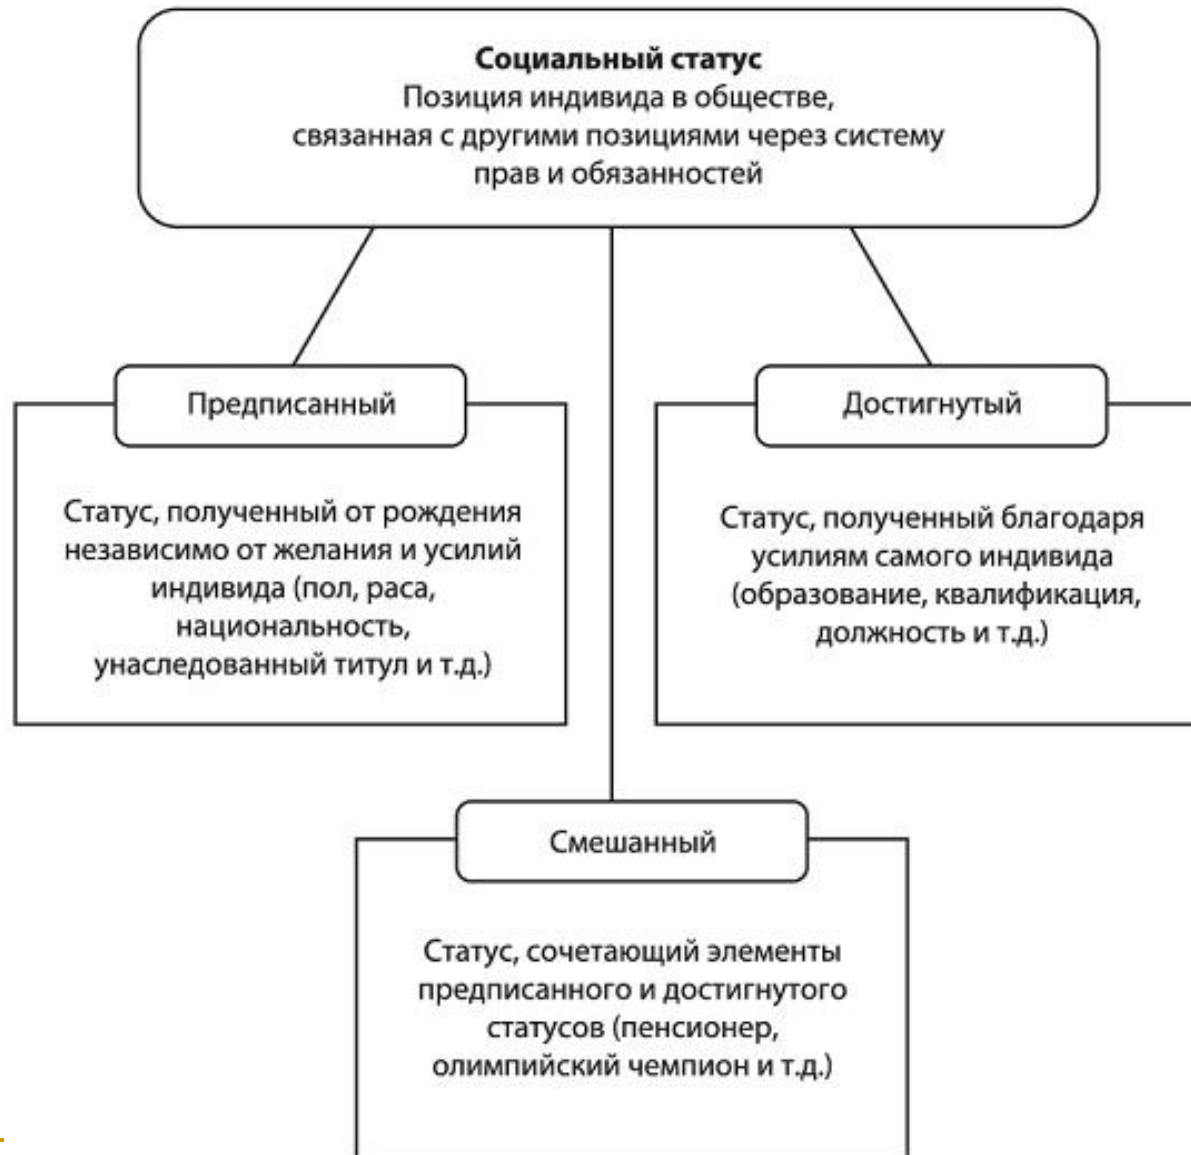 Социальный статус
Позиция индивида в обществе,
связанная с другими позициями через систему
прав и обязанностей
Предписанный
Статус, полученный от рождения
независимо от желания и усилий
индивида (пол, раса,
национальность,
унаследованный титул и т.д.)
Достигнутый
Статус, полученный благодаря
усилиям самого индивида
(образование, квалификация,
должность и т.д.)
Смешанный
Статус, сочетающий элементы
предписанного и достигнутого
статусов (пенсионер,
олимпийский чемпион и т.д.)